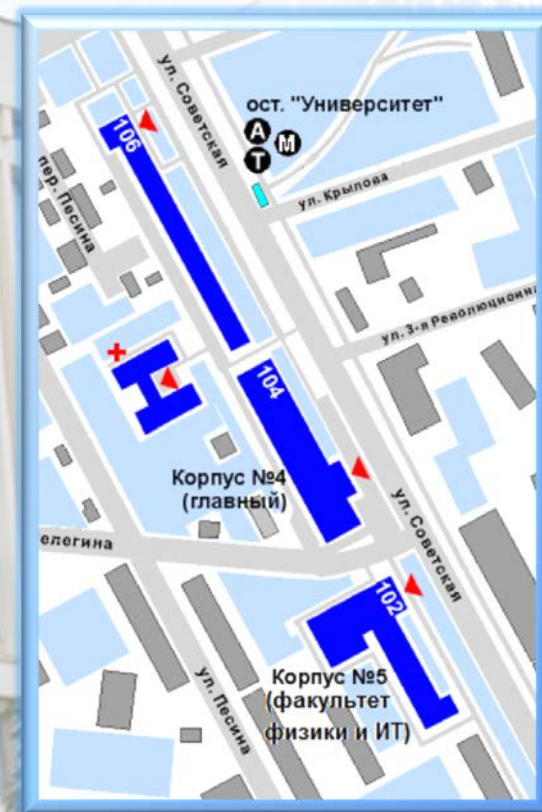 ул. Советская
ост. "Университет"
А
М
Т
106
ул. Крылова
пер. Песина
ул. 3-я Революционна
104
Корпус №4
(главный)
ул. Советская
елегина
102
Корпус №5
(факультет
физики и ИТ)
ул. Песина